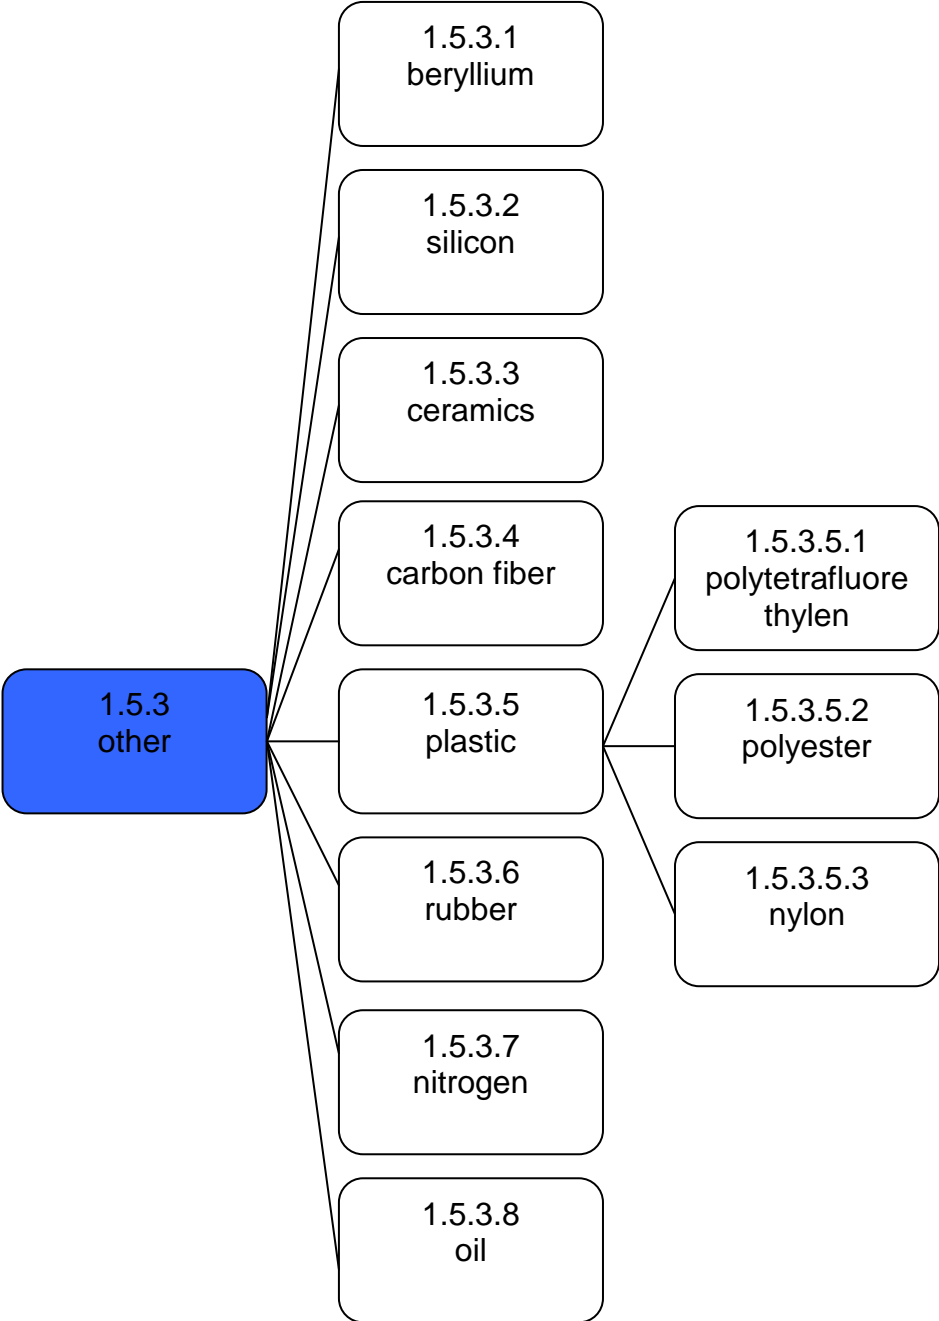 1.5.3
other
1.5.3.1
beryllium
1.5.3.2
silicon
1.5.3.3
ceramics
1.5.3.4
carbon fiber
1.5.3.5
plastic
1.5.3.5.1
polytetrafluore
thylen
1.5.3.5.2
polyester
1.5.3.5.3
nylon
1.5.3.6
rubber
1.5.3.7
nitrogen
1.5.3.8
oil